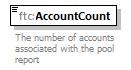 ftc:AccountCount
The number of accounts
associated with the pool
report